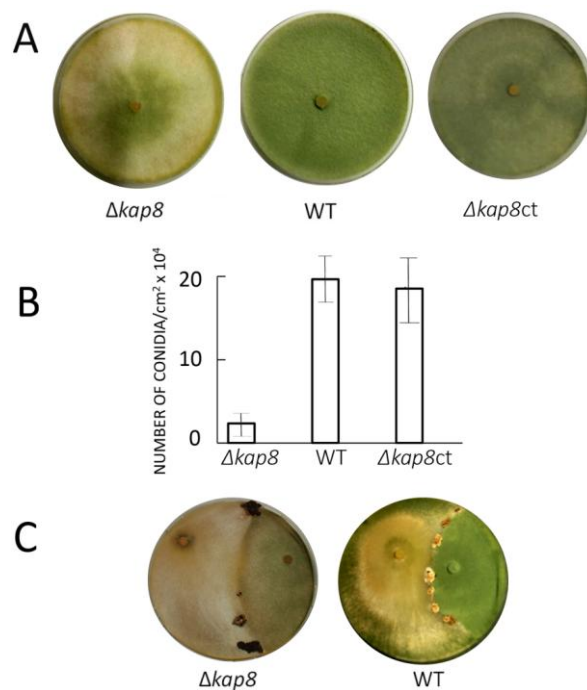 A
Δkap8 WT Δkap8ct
B
NUMBER OF CONIDIA/cm² x 10⁴
20
10
0
Δkap8 WT Δkap8ct
C
Δkap8 WT